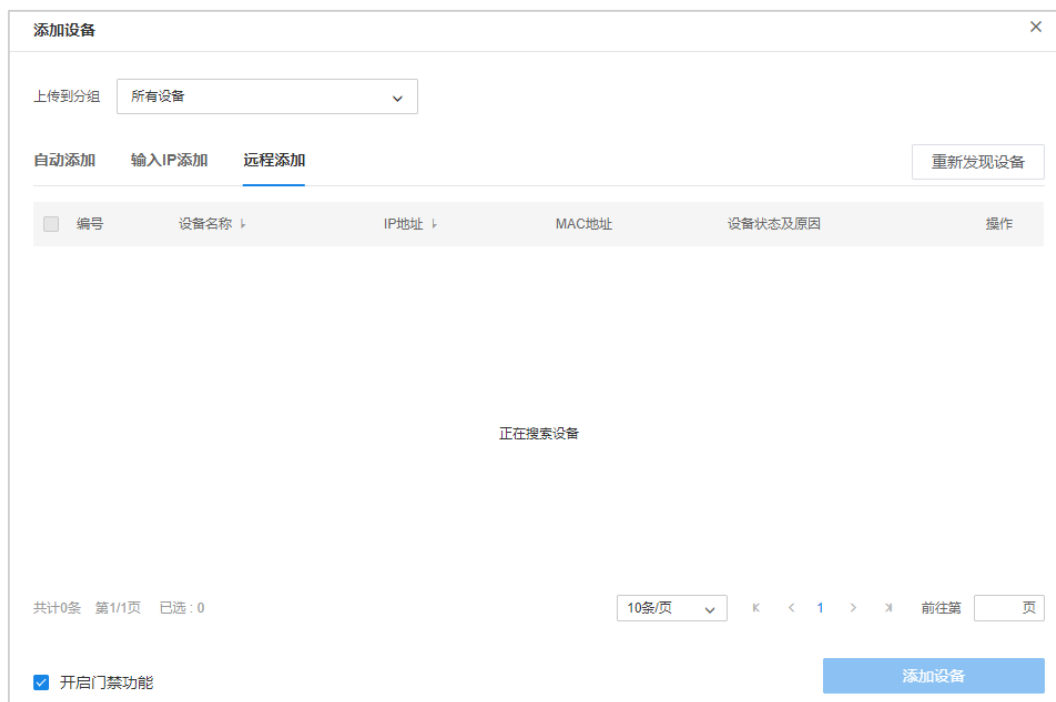 添加设备
上传到分组 所有设备
自动添加 输入IP添加 远程添加 重新发现设备
编号 设备名称 IP地址 MAC地址 设备状态及原因 操作
正在搜索设备
共计0条 第1/1页 已选 : 0 10条/页 1 前往第 页
开启门禁功能 添加设备